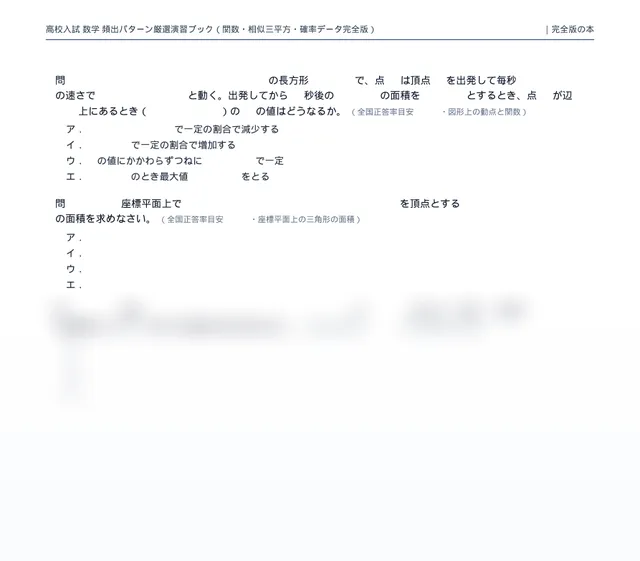 高校入試 数学 頻出パターン厳選演習ブック ( 関数・相似三平方・確率データ完全版 ) | 完全版の本
問 の長方形 で、点 は頂点 を出発して毎秒
の速さで と動く。出発してから 秒後の の面積を とするとき、点 が辺
上にあるとき ( ) の の値はどうなるか。 ( 全国正答率目安 ・図形上の動点と関数 )
ア . で一定の割合で減少する
イ . で一定の割合で増加する
ウ . の値にかかわらずつねに で一定
エ . のとき最大値 をとる
問 座標平面上で を頂点とする
の面積を求めなさい。 ( 全国正答率目安 ・座標平面上の三角形の面積 )
ア .
イ .
ウ .
エ .